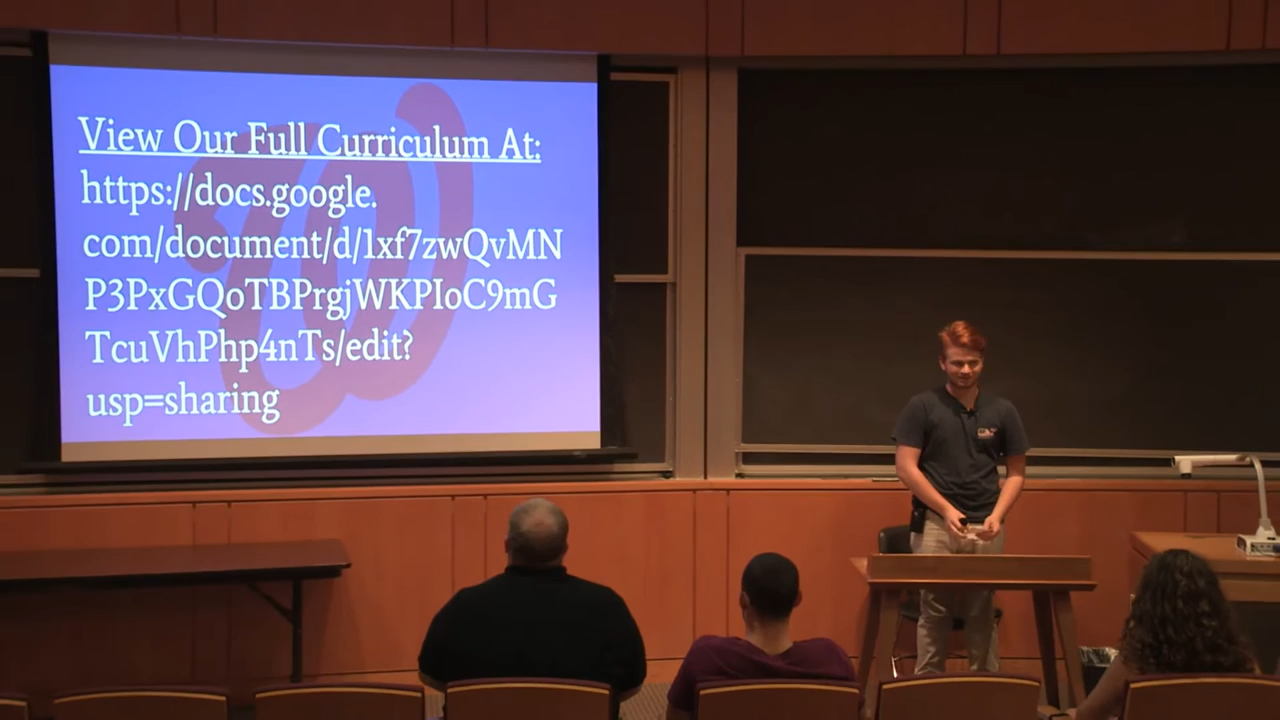 View Our Full Curriculum At:
https://docs.google.
com/document/d/1xf7zwQvMN
P3PxGQoTBPrgjWKPIoC9mG
TcuVhPhp4nTs/edit?
usp=sharing